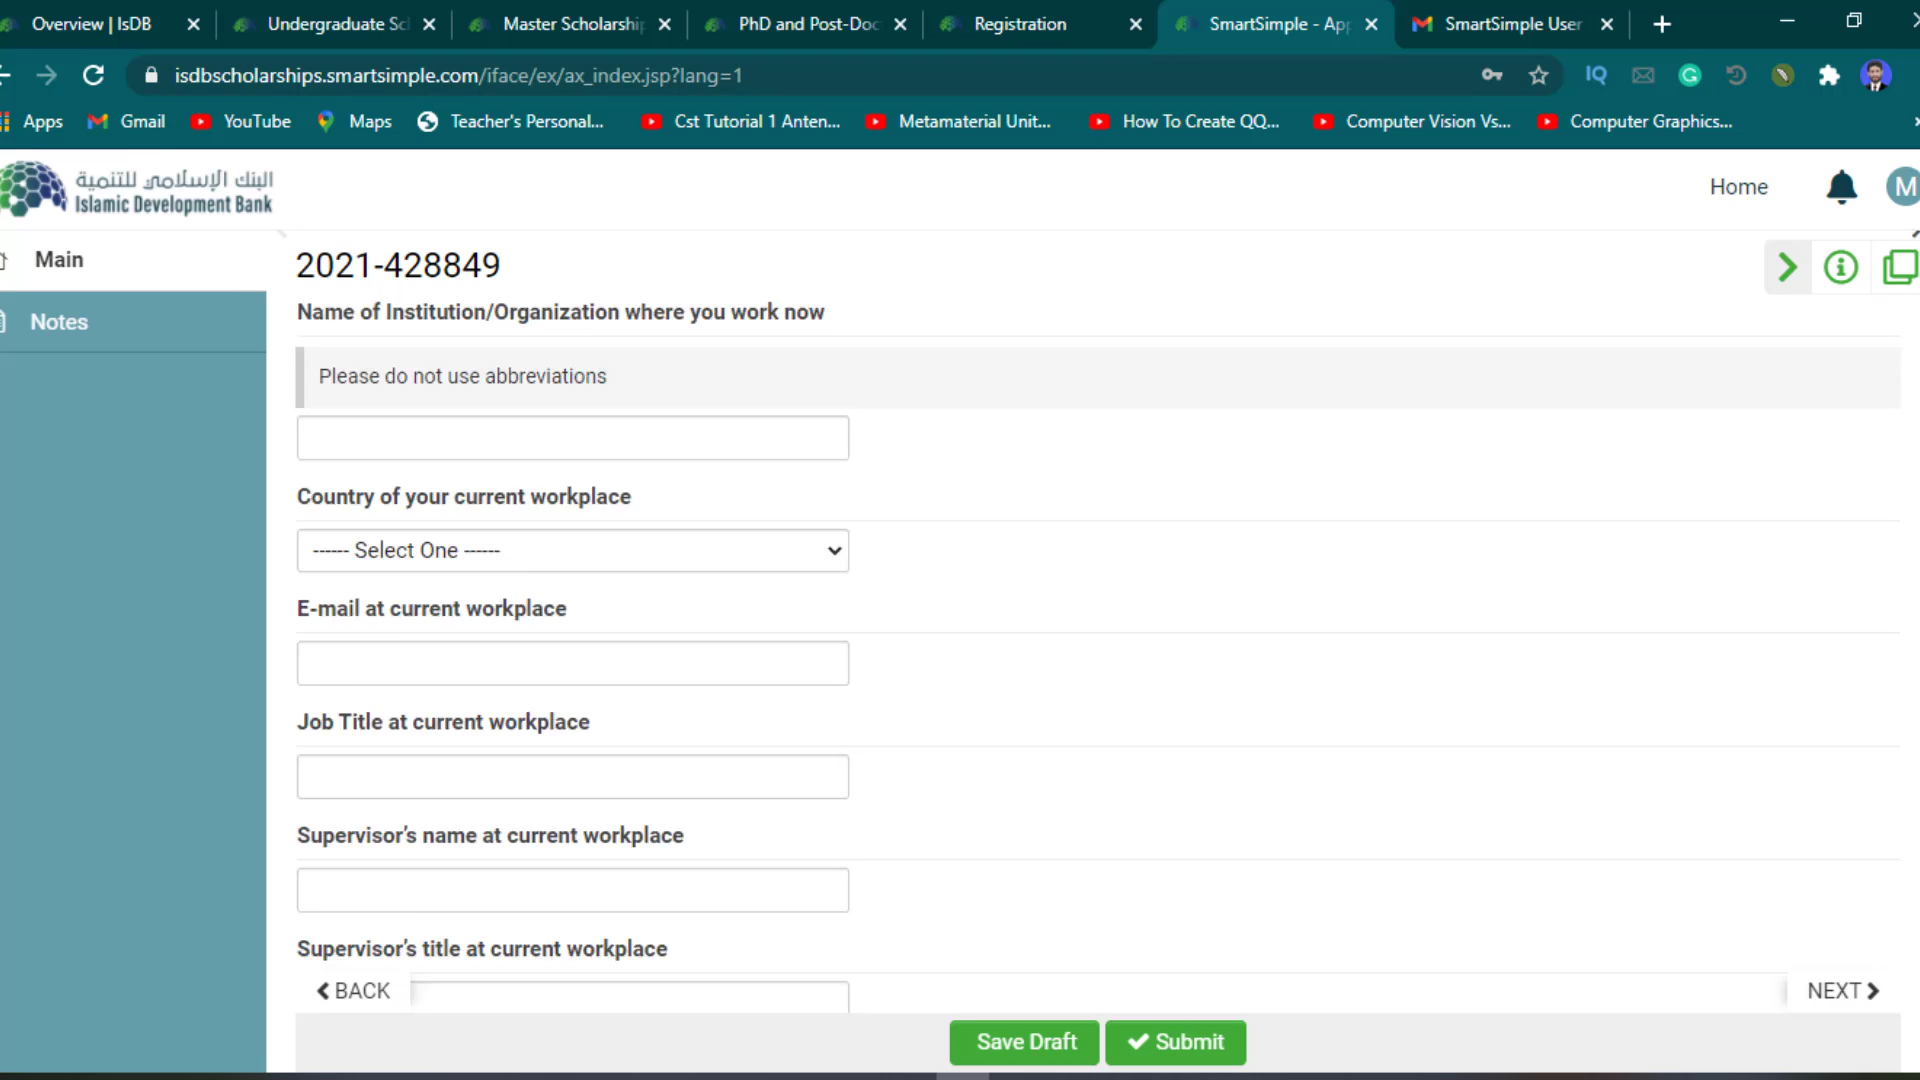 Overview | IsDB
Undergraduate Sc
Master Scholarshi
PhD and Post-Doc
Registration
SmartSimple - App
SmartSimple User
isdbscholarships.smartsimple.com/iface/ex/ax_index.jsp?lang=1
IQ
Apps
Gmail
YouTube
Maps
Teacher's Personal...
Cst Tutorial 1 Anten...
Metamaterial Unit...
How To Create QQ...
Computer Vision Vs...
Computer Graphics...
البنك الإسلامي للتنمية
Islamic Development Bank
Home
M
Main
Notes
2021-428849
Name of Institution/Organization where you work now
Please do not use abbreviations
Country of your current workplace
------ Select One ------
E-mail at current workplace
Job Title at current workplace
Supervisor’s name at current workplace
Supervisor’s title at current workplace
BACK
NEXT
Save Draft
Submit